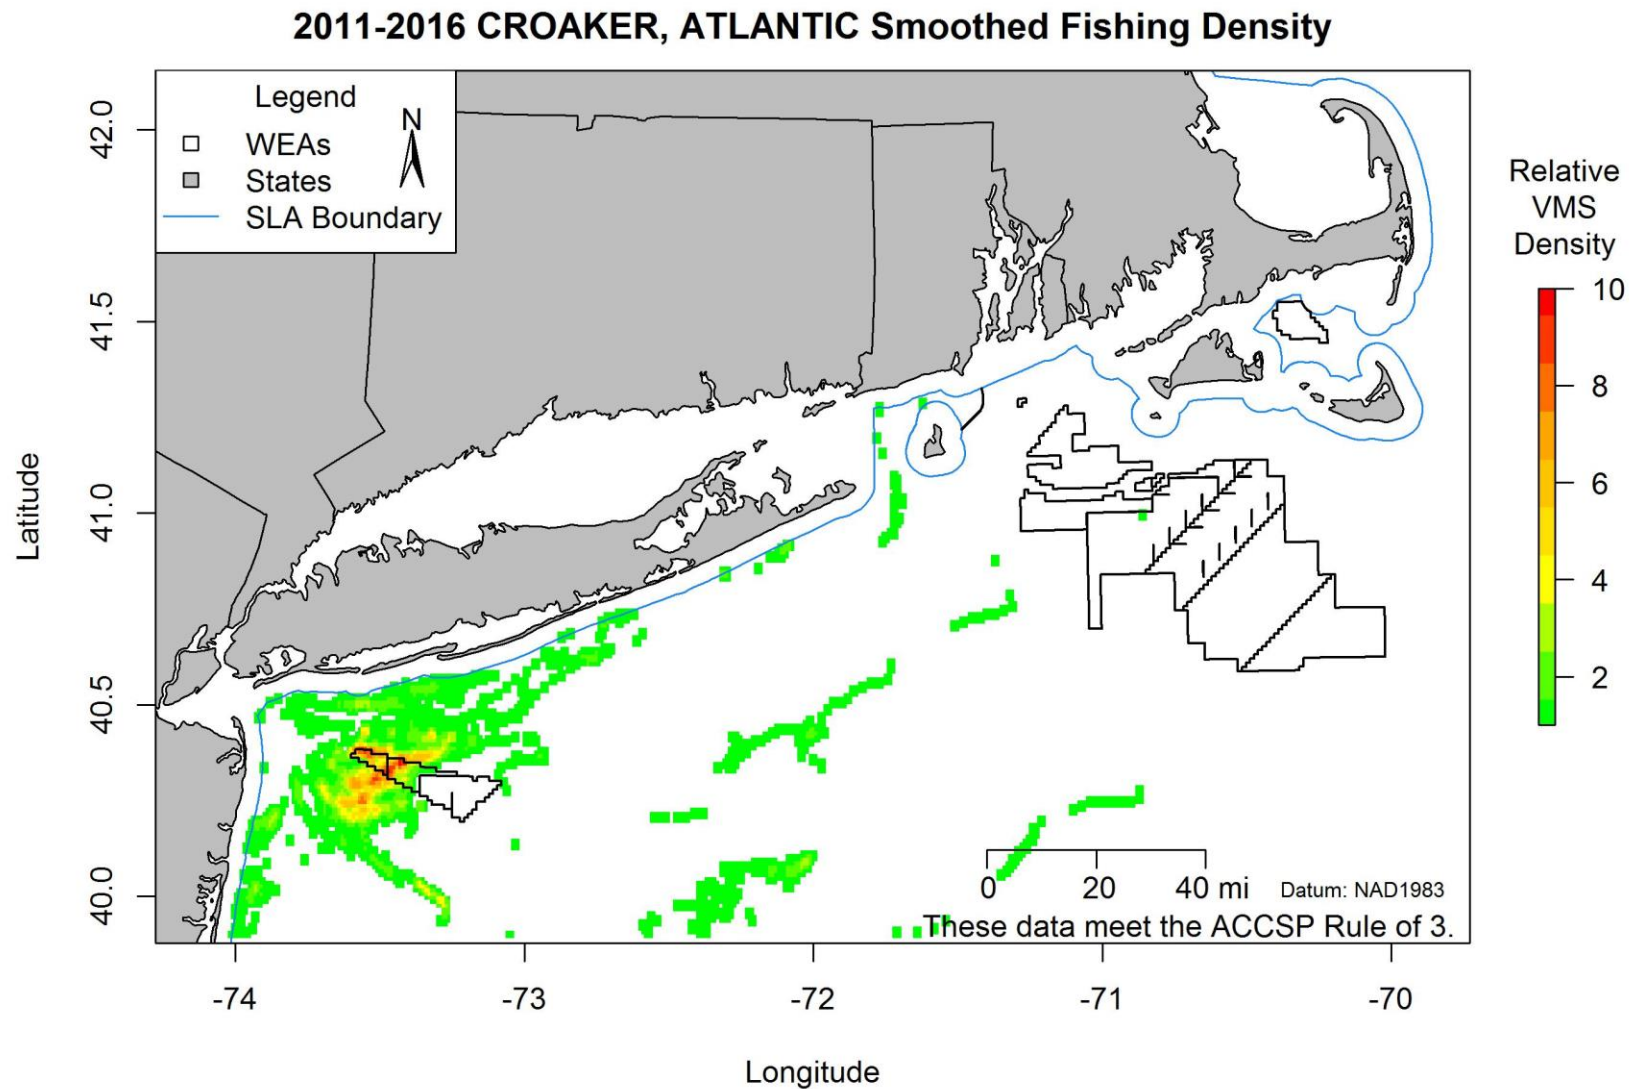 2011-2016 CROAKER, ATLANTIC Smoothed Fishing Density
Legend
N
WEAs
States
SLA Boundary
Relative
VMS
Density
10
8
6
4
2
Latitude
42.0
41.5
41.0
40.5
40.0
0 20 40 mi
Datum: NAD1983
These data meet the ACCSP Rule of 3.
-74 -73 -72 -71 -70
Longitude